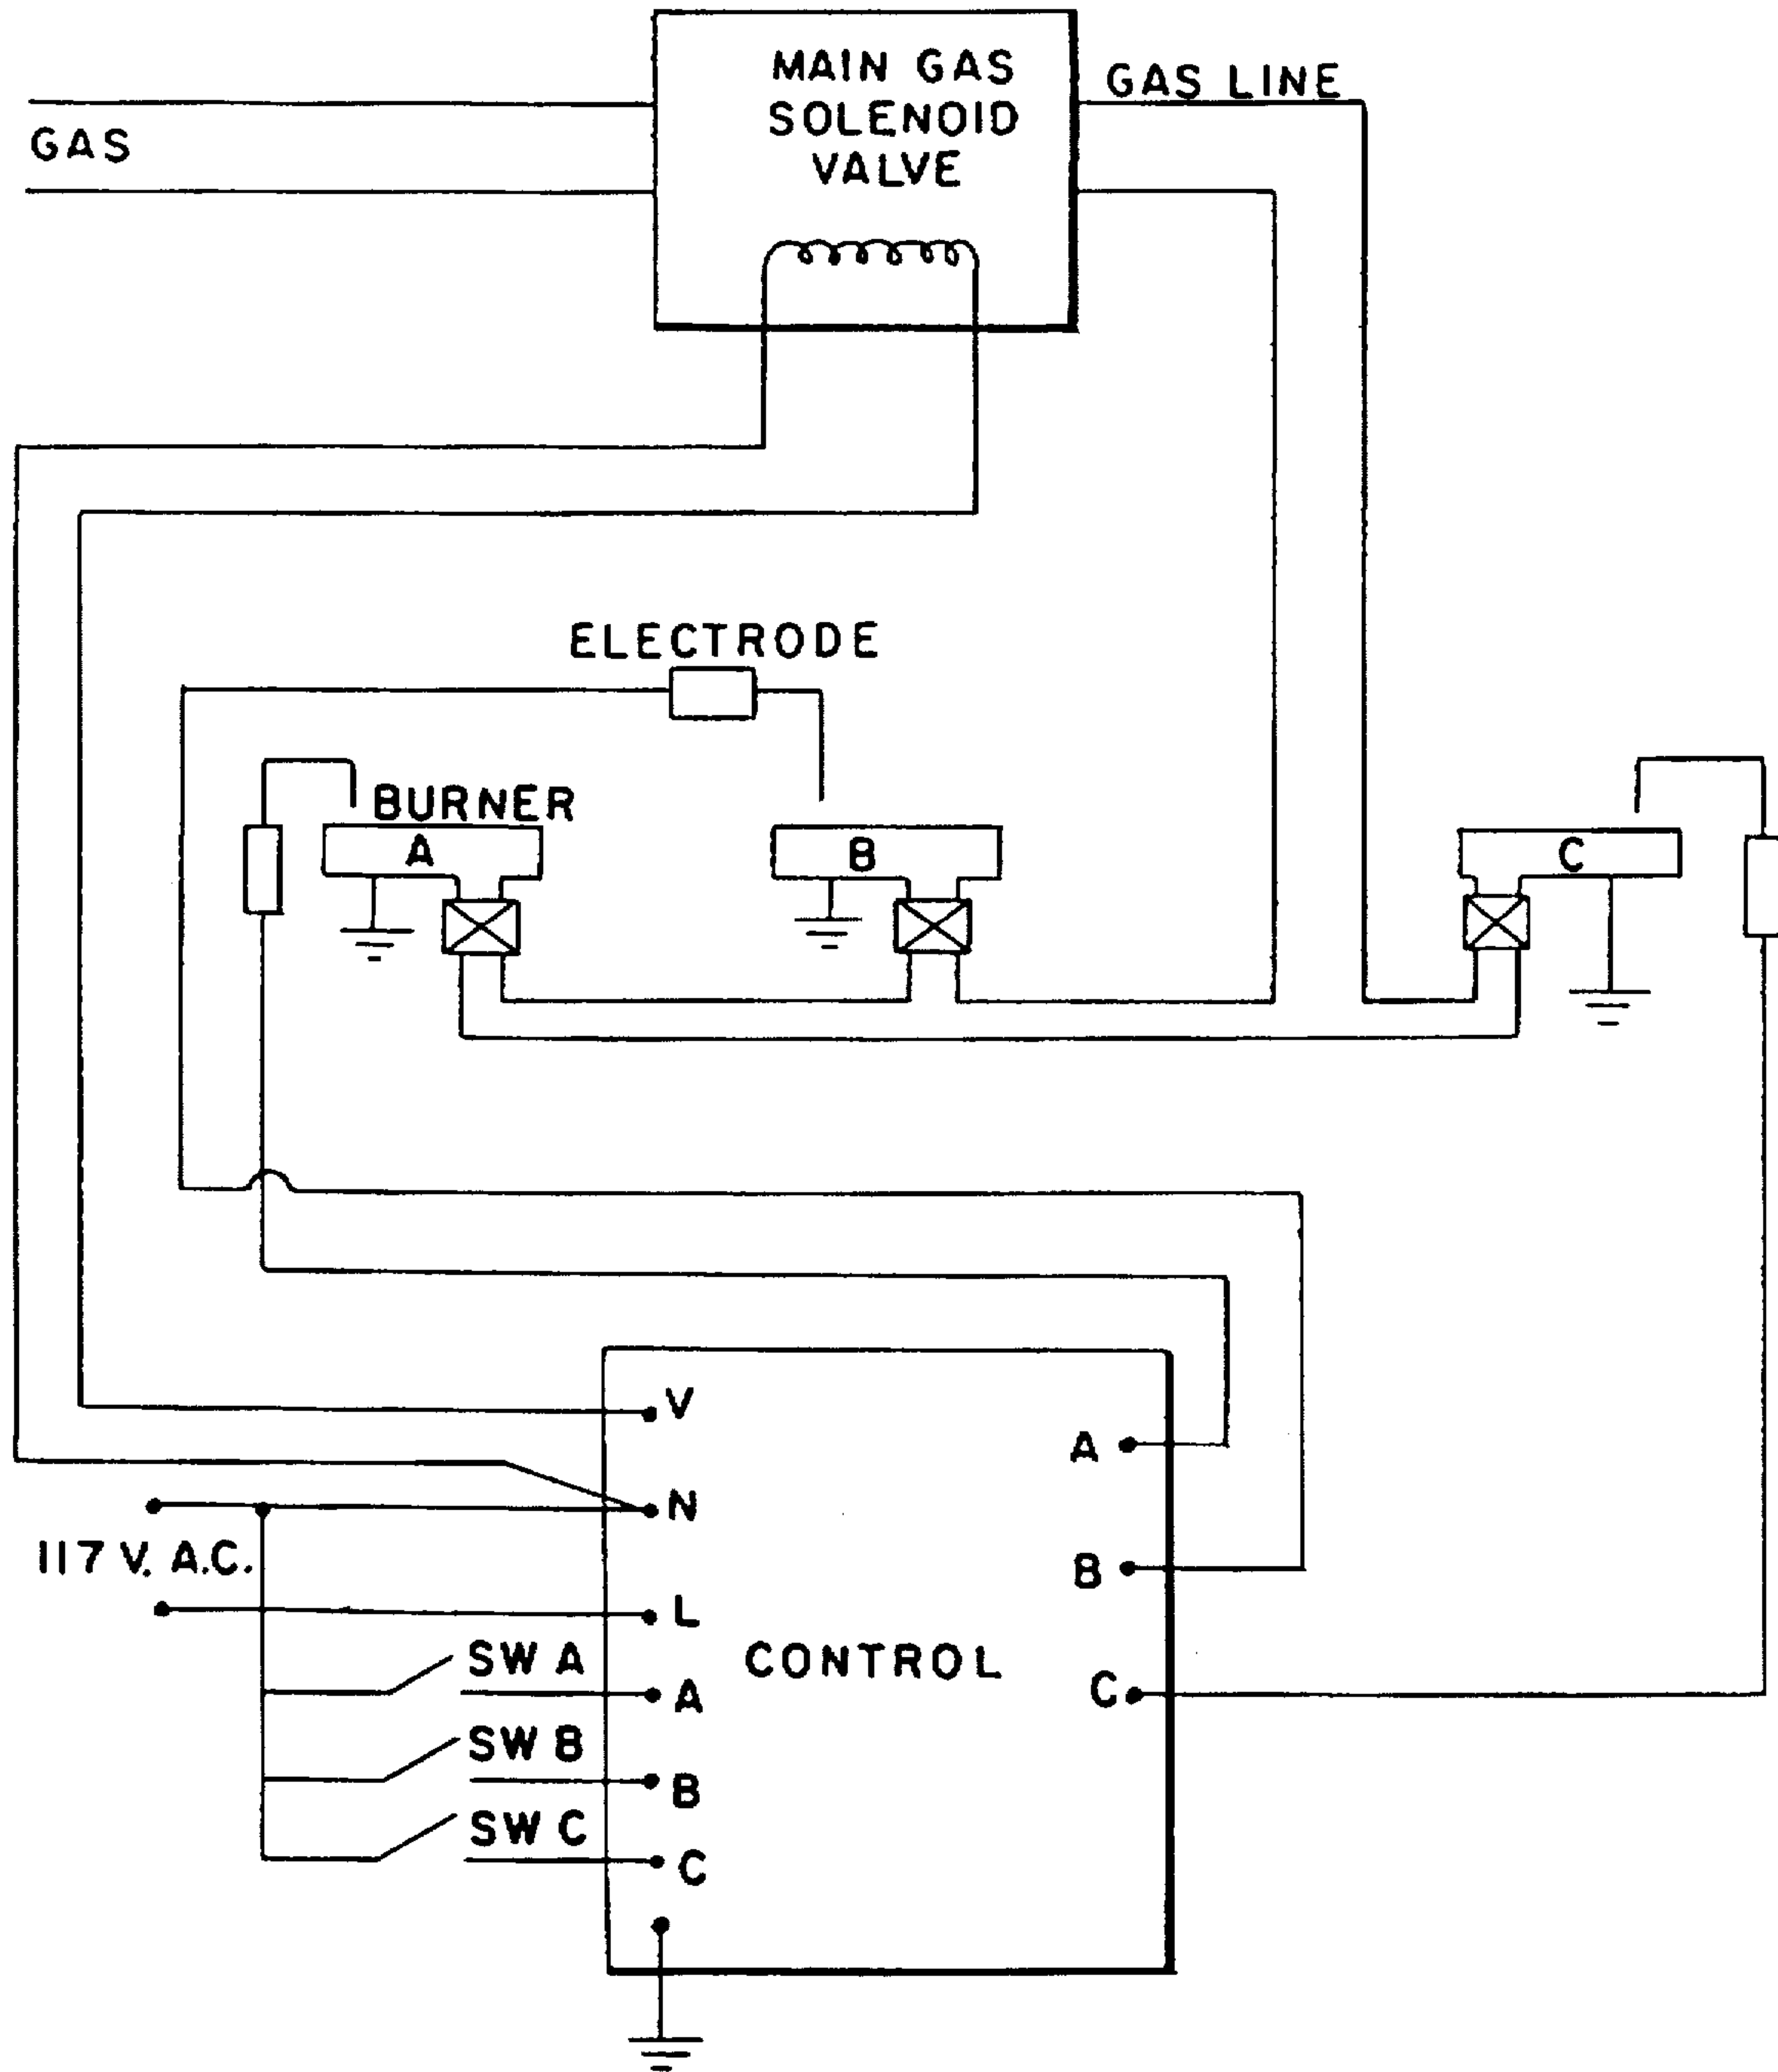 MAIN GAS
SOLENOID
VALVE
GAS LINE
GAS
ELECTRODE
BURNER
A
B
C
V
N
117 V. A.C.
L
SW A
A
SW B
B
SW C
C
CONTROL
A
B
C